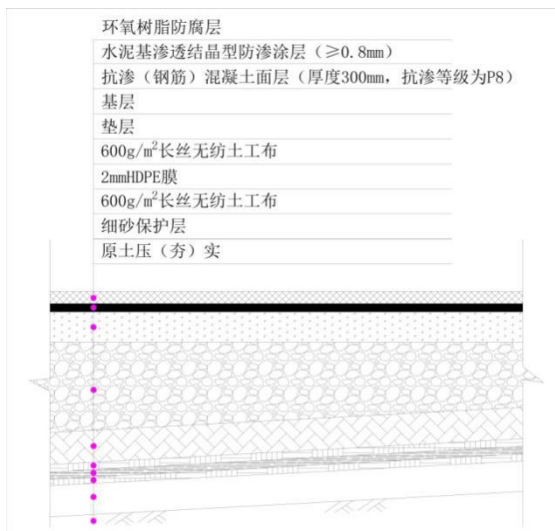 环氧树脂防腐层
水泥基渗透结晶型防渗涂层（≥0.8mm）
抗渗（钢筋）混凝土面层（厚度300mm，抗渗等级为P8）
基层
垫层
600g/m²长丝无纺土工布
2mmHDPE膜
600g/m²长丝无纺土工布
细砂保护层
原土压（夯）实